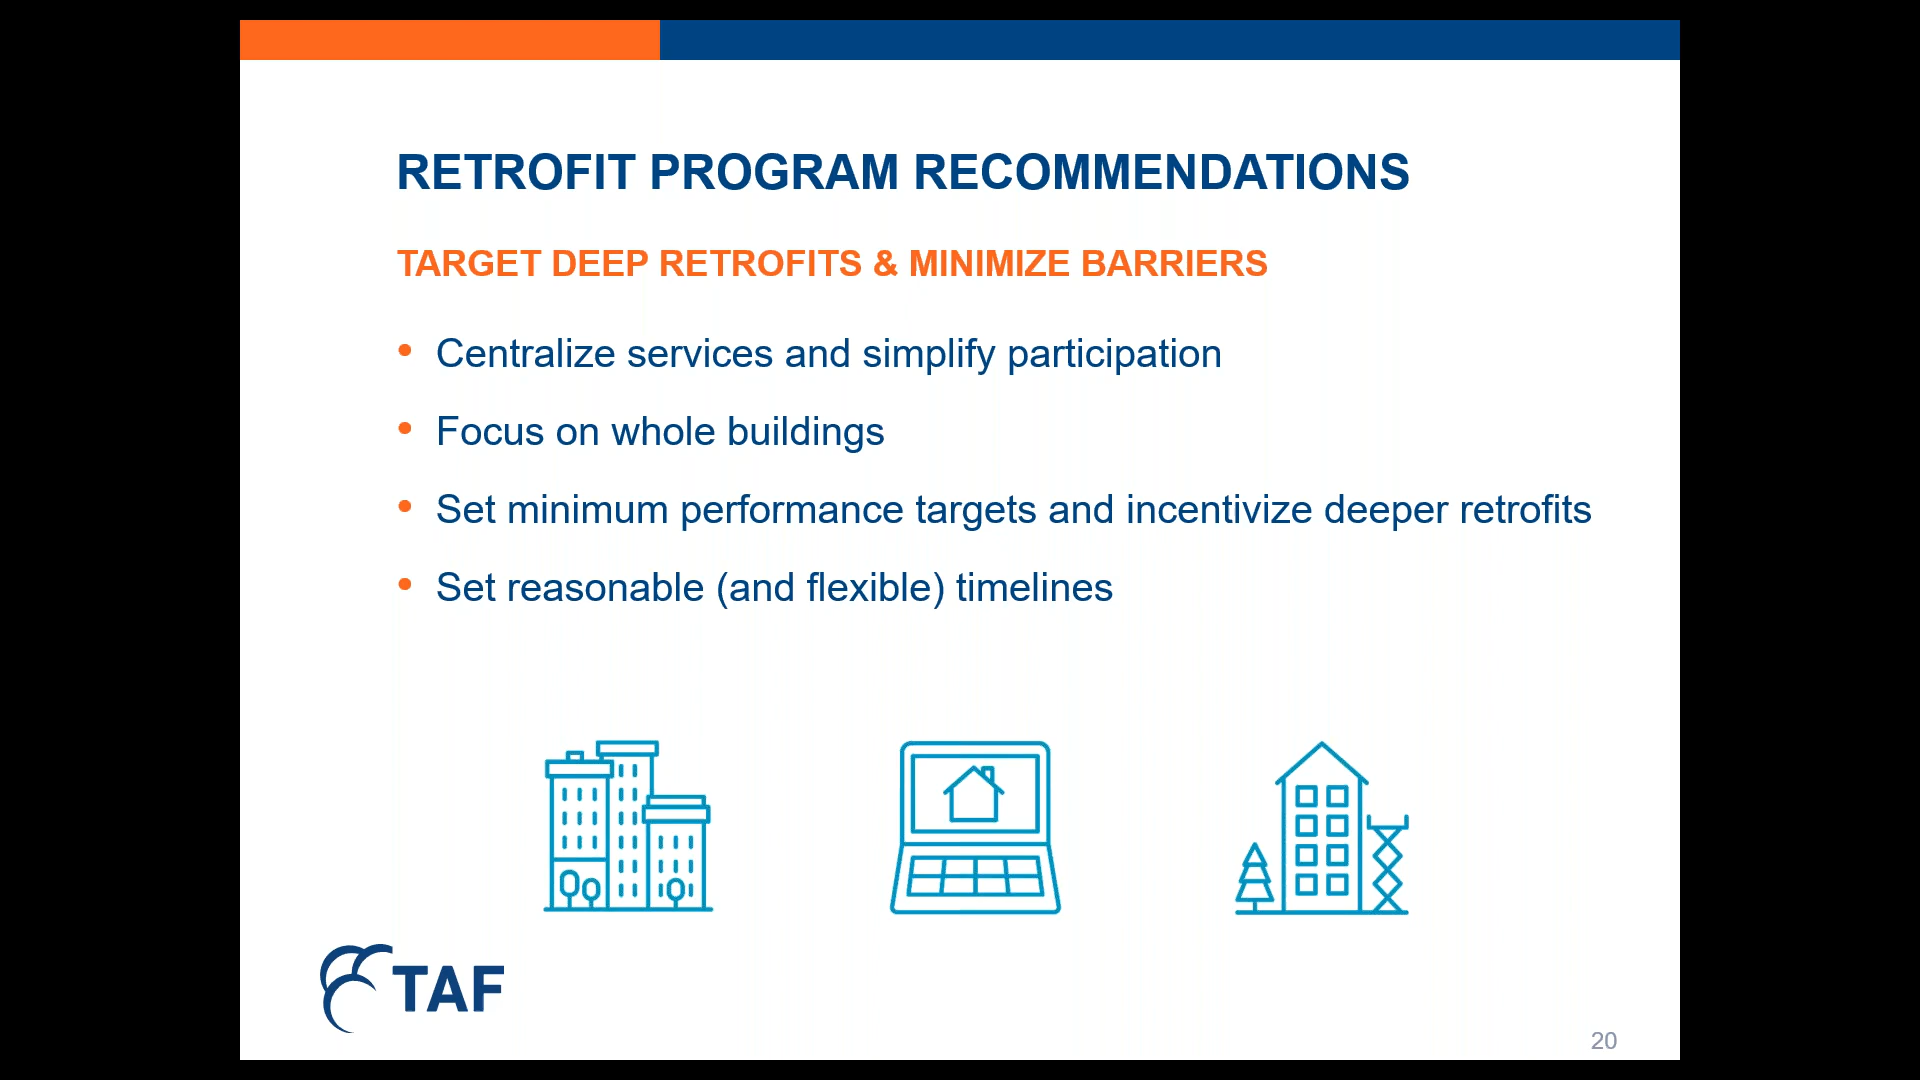 RETROFIT PROGRAM RECOMMENDATIONS
TARGET DEEP RETROFITS & MINIMIZE BARRIERS
• Centralize services and simplify participation
• Focus on whole buildings
• Set minimum performance targets and incentivize deeper retrofits
• Set reasonable (and flexible) timelines
TAF
20